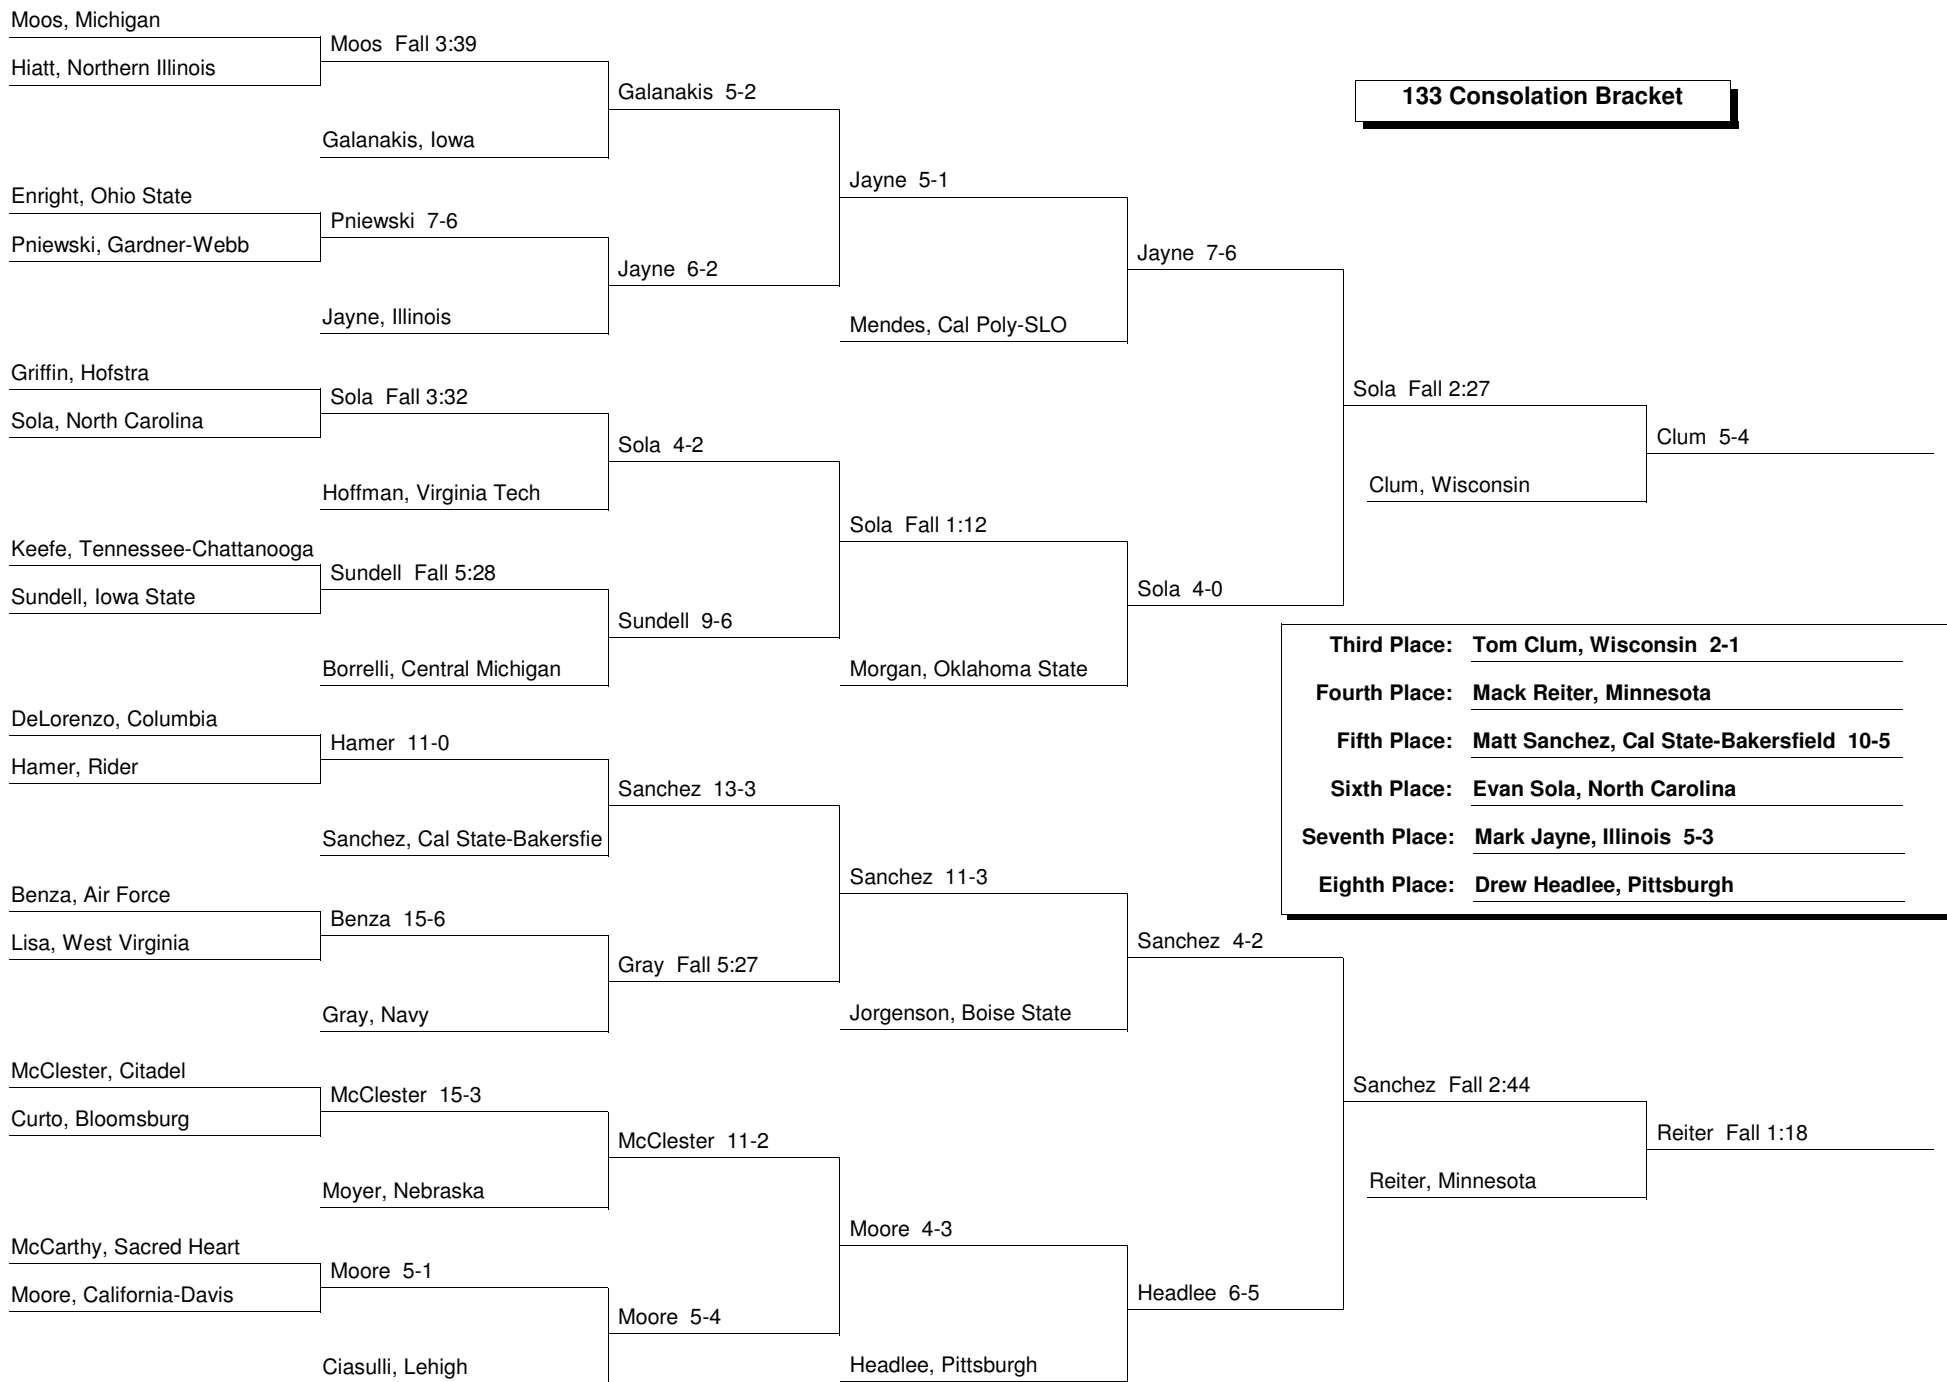 Moos, Michigan
Hiatt, Northern Illinois
Moos Fall 3:39
Galanakis, Iowa
Galanakis 5-2
Enright, Ohio State
Pniewski, Gardner-Webb
Pniewski 7-6
Jayne, Illinois
Jayne 6-2
Jayne 5-1
Mendes, Cal Poly-SLO
Jayne 7-6
Griffin, Hofstra
Sola, North Carolina
Sola Fall 3:32
Hoffman, Virginia Tech
Sola 4-2
Keefe, Tennessee-Chattanooga
Sundell, Iowa State
Sundell Fall 5:28
Borrelli, Central Michigan
Sundell 9-6
Sola Fall 1:12
Morgan, Oklahoma State
Sola 4-0
Sola Fall 2:27
Clum, Wisconsin
Clum 5-4
DeLorenzo, Columbia
Hamer, Rider
Hamer 11-0
Sanchez, Cal State-Bakersfie
Sanchez 13-3
Benza, Air Force
Lisa, West Virginia
Benza 15-6
Gray, Navy
Gray Fall 5:27
Sanchez 11-3
Jorgenson, Boise State
Sanchez 4-2
McClester, Citadel
Curto, Bloomsburg
McClester 15-3
Moyer, Nebraska
McClester 11-2
McCarthy, Sacred Heart
Moore, California-Davis
Moore 5-1
Ciasulli, Lehigh
Moore 5-4
Moore 4-3
Headlee, Pittsburgh
Headlee 6-5
Sanchez Fall 2:44
Reiter, Minnesota
Reiter Fall 1:18
133 Consolation Bracket
Third Place: Tom Clum, Wisconsin 2-1
Fourth Place: Mack Reiter, Minnesota
Fifth Place: Matt Sanchez, Cal State-Bakersfield 10-5
Sixth Place: Evan Sola, North Carolina
Seventh Place: Mark Jayne, Illinois 5-3
Eighth Place: Drew Headlee, Pittsburgh